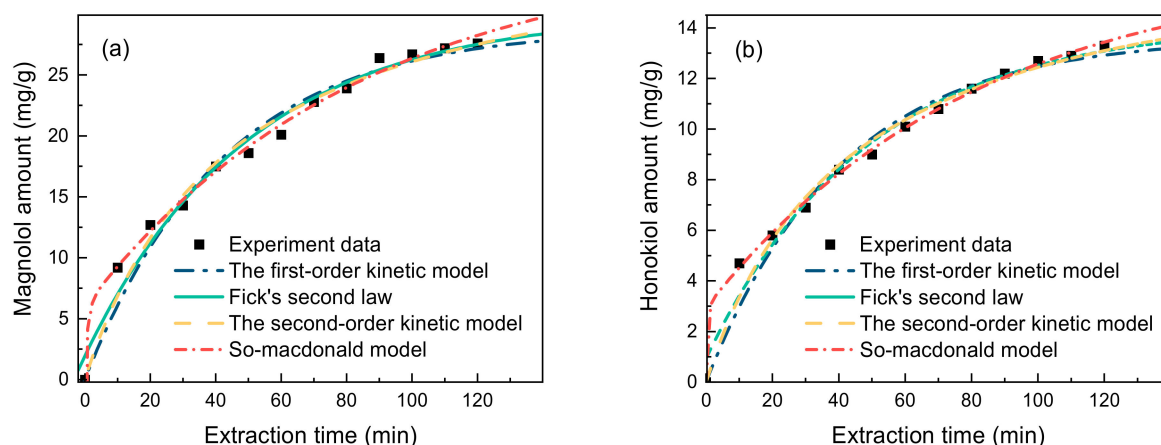 (a)
Magnolol amount (mg/g)
25
20
15
10
5
0
Experiment data
The first-order kinetic model
Fick's second law
The second-order kinetic model
So-macdonald model
0 20 40 60 80 100 120
Extraction time (min)
(b)
Honokiol amount (mg/g)
14
12
10
8
6
4
2
0
Experiment data
The first-order kinetic model
Fick's second law
The second-order kinetic model
So-macdonald model
0 20 40 60 80 100 120
Extraction time (min)